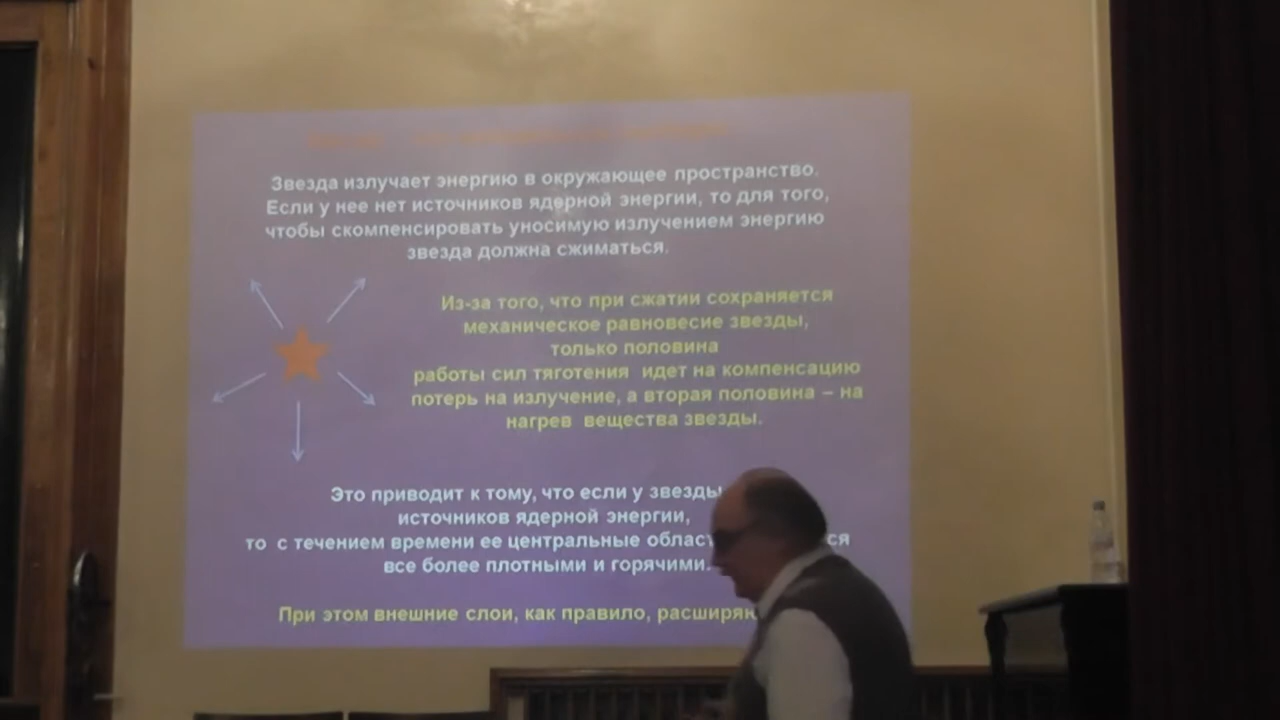 Звезда излучает энергию в окружающее пространство.
Если у нее нет источников ядерной энергии, то для того,
чтобы скомпенсировать уносимую излучением энергию
звезда должна сжиматься.
Из-за того, что при сжатии сохраняется
механическое равновесие звезды,
только половина
работы сил тяготения идет на компенсацию
потерь на излучение, а вторая половина – на
нагрев вещества звезды.
Это приводит к тому, что если у звезды
источников ядерной энергии,
то с течением времени ее центральные
все более плотными и горячими.
При этом внешние слои, как правило,